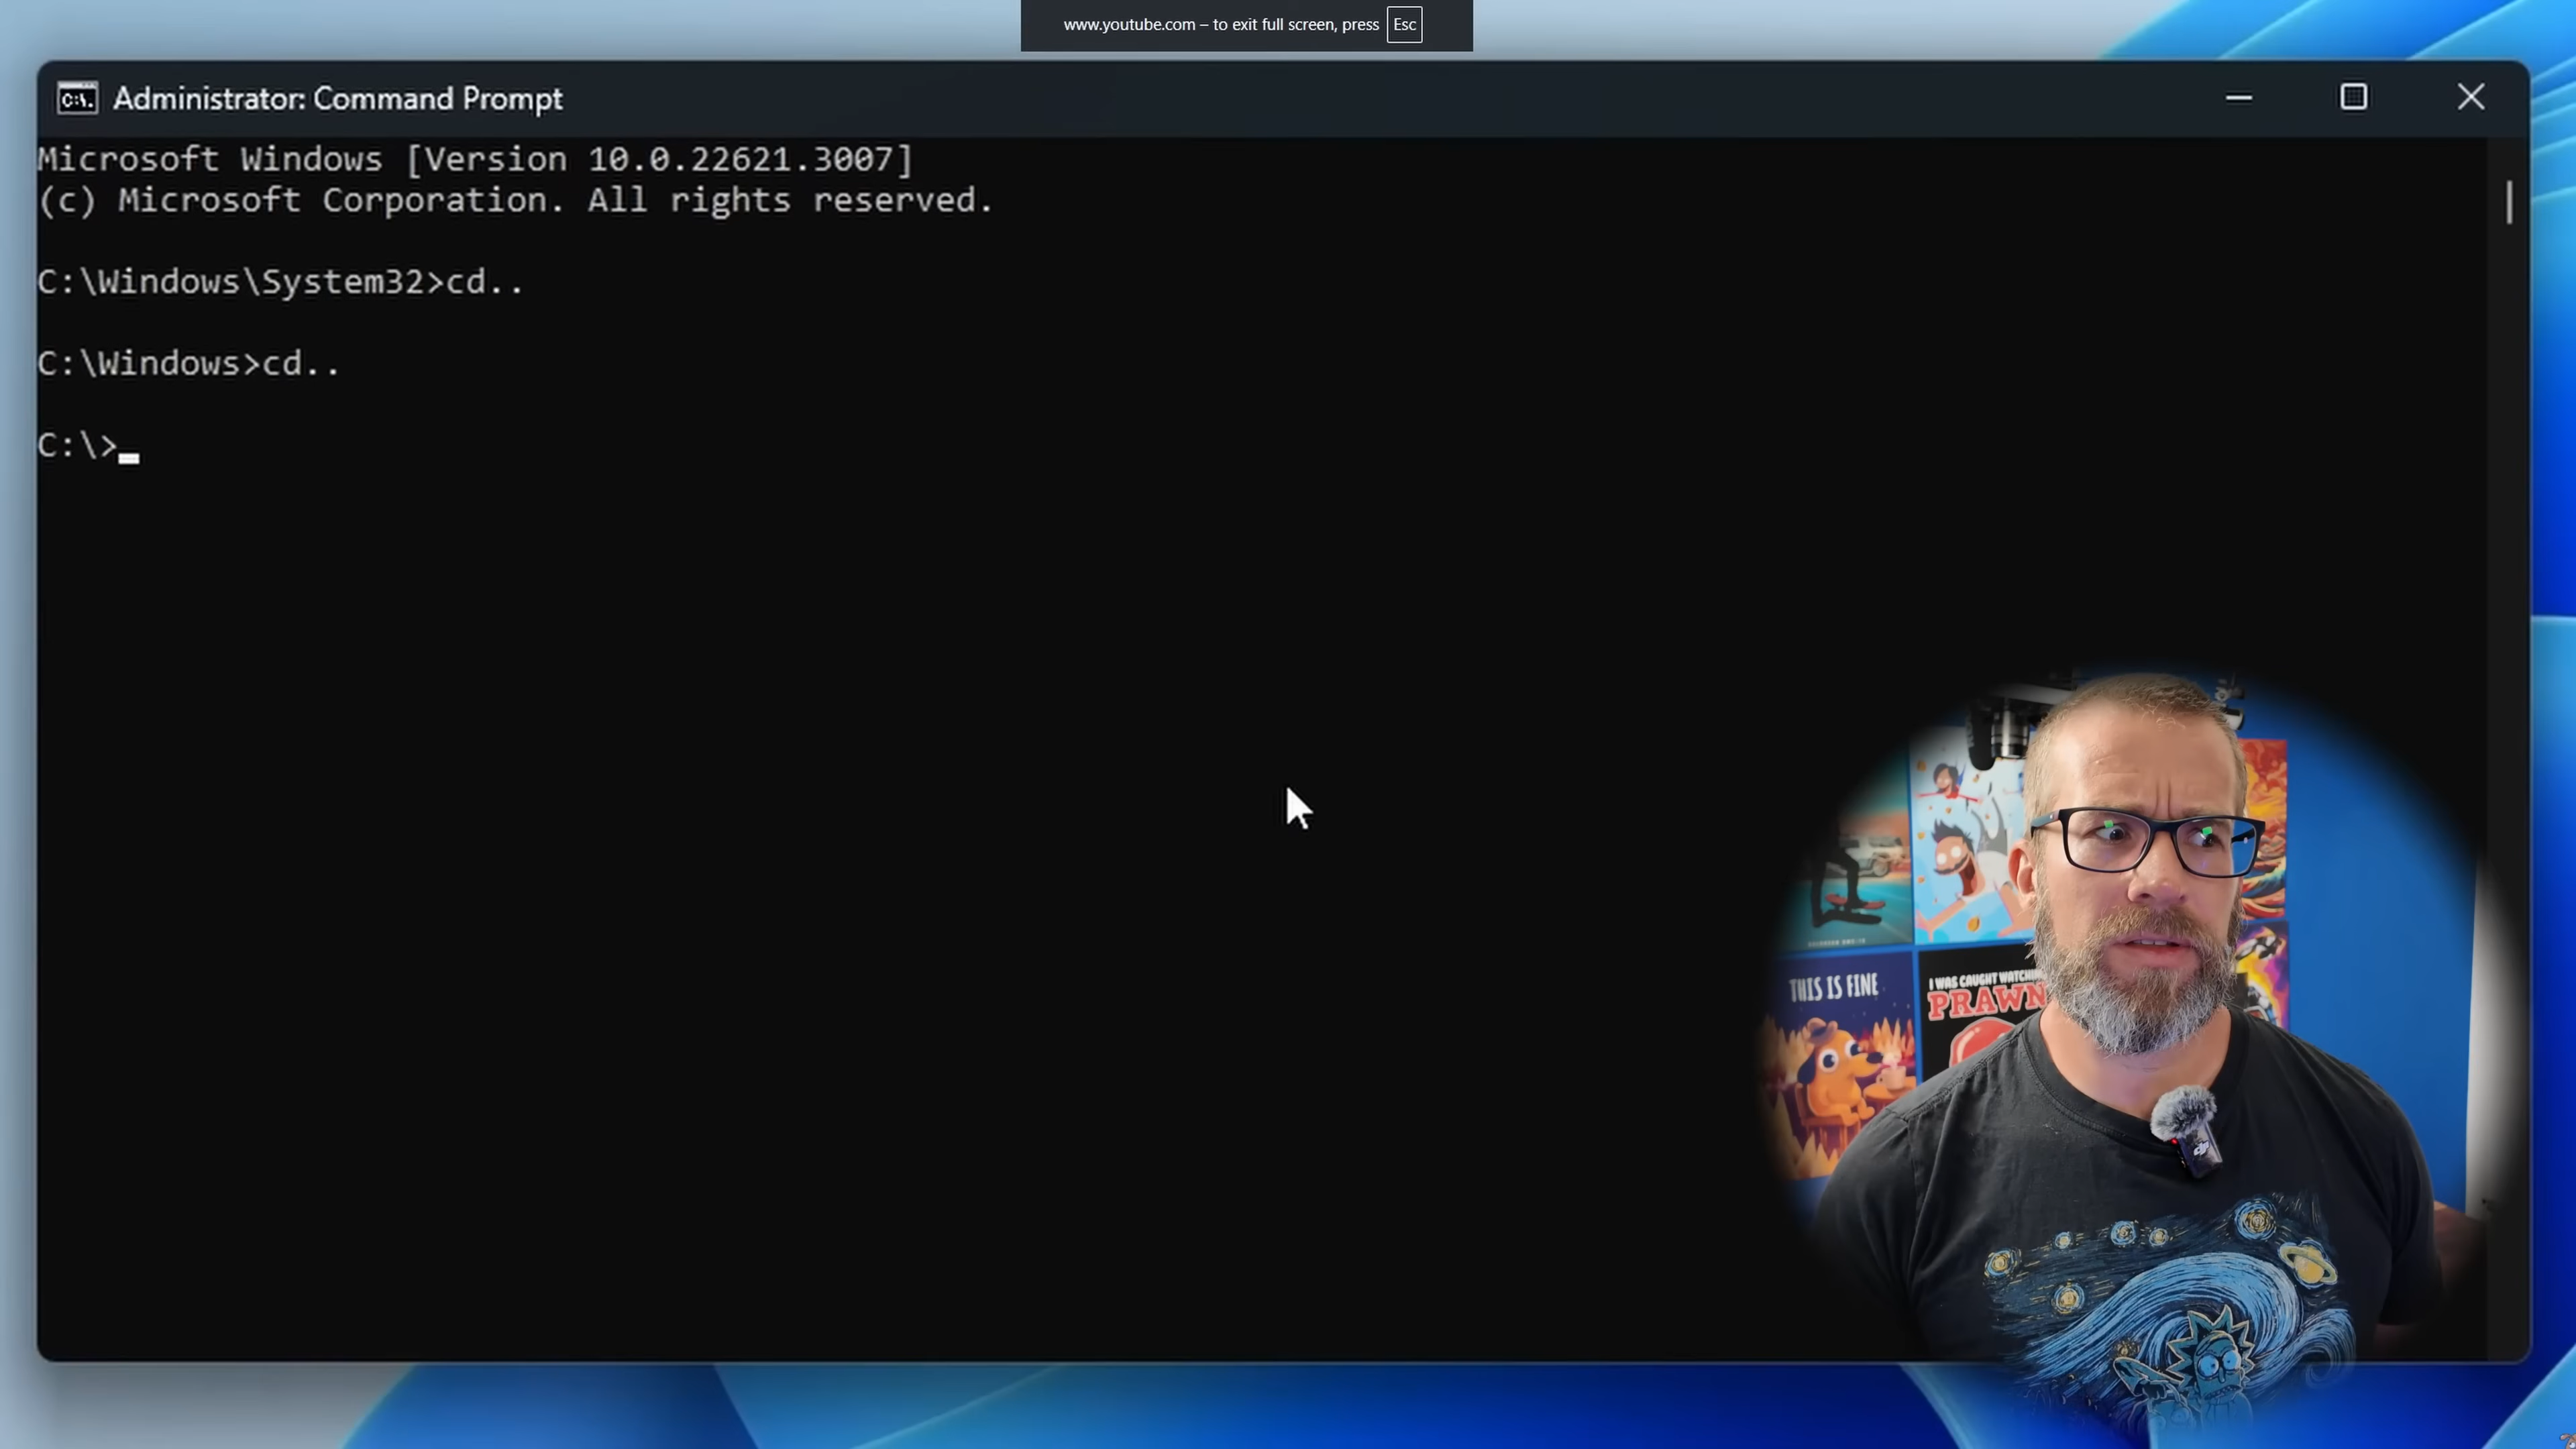 www.youtube.com – to exit full screen, press Esc
Administrator: Command Prompt
Microsoft Windows [Version 10.0.22621.3007]
(c) Microsoft Corporation. All rights reserved.
C:\Windows\System32>cd..
C:\Windows>cd..
C:\>
THIS IS FINE
I WAS CAUGHT WATCHING
PRAWN